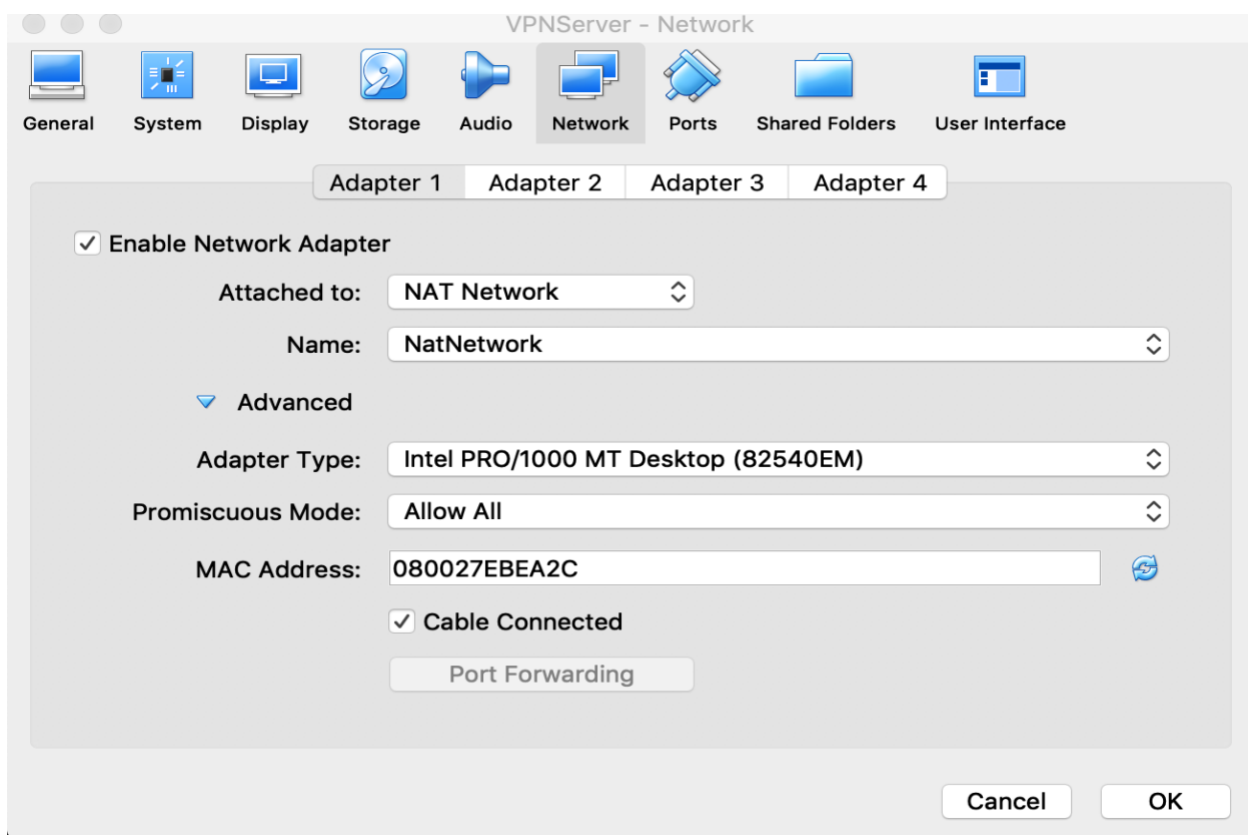 VPNServer - Network
General System Display Storage Audio Network Ports Shared Folders User Interface
Adapter 1 Adapter 2 Adapter 3 Adapter 4
Enable Network Adapter
Attached to: NAT Network
Name: NatNetwork
Advanced
Adapter Type: Intel PRO/1000 MT Desktop (82540EM)
Promiscuous Mode: Allow All
MAC Address: 080027EBEA2C
Cable Connected
Port Forwarding
Cancel OK